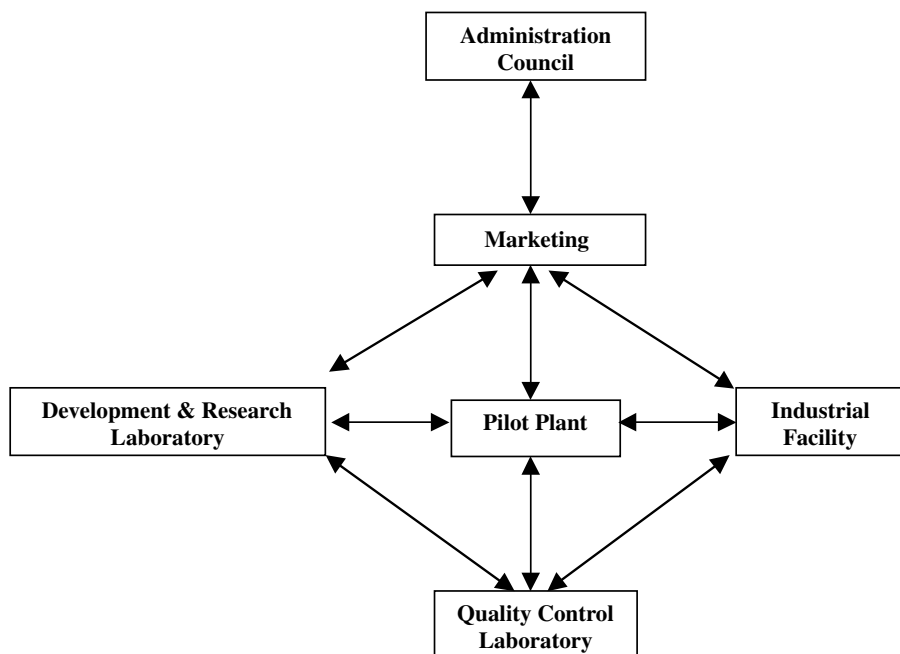 Administration
Council
Marketing
Development & Research
Laboratory
Pilot Plant
Industrial
Facility
Quality Control
Laboratory